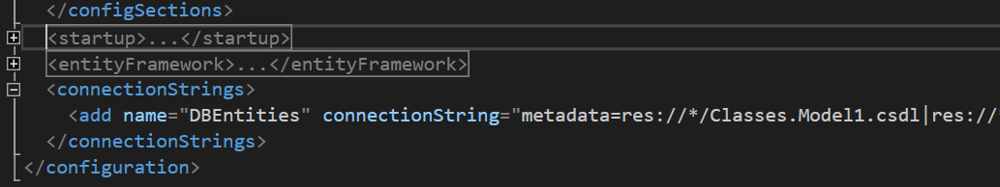 </configSections>
<startup>...</startup>
<entityFramework>...</entityFramework>
<connectionStrings>
<add name="DBEntities" connectionString="metadata=res://*/Classes.Model1.csdl|res://
</connectionStrings>
</configuration>